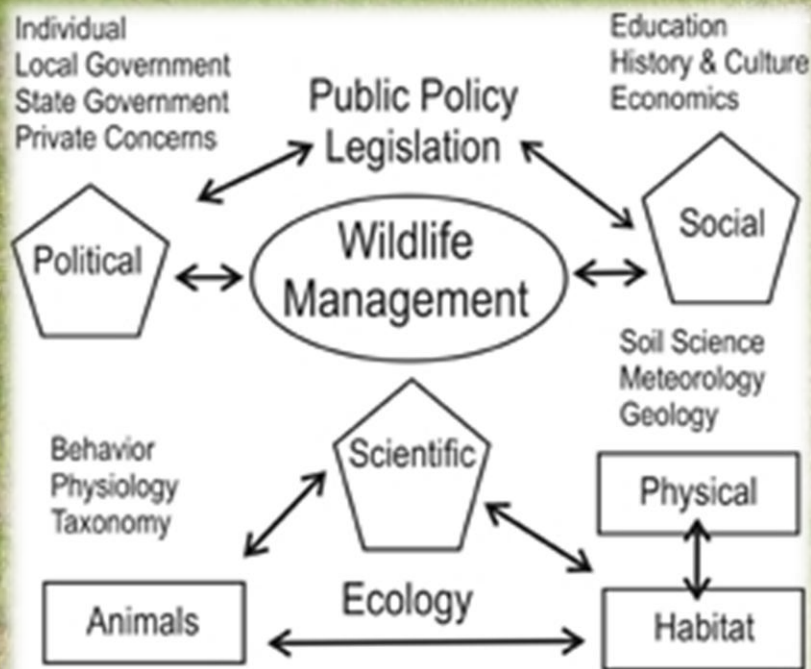 Individual
Local Government
State Government
Private Concerns
Public Policy
Legislation
Education
History & Culture
Economics
Political
Wildlife
Management
Social
Soil Science
Meteorology
Geology
Behavior
Physiology
Taxonomy
Scientific
Physical
Animals
Ecology
Habitat